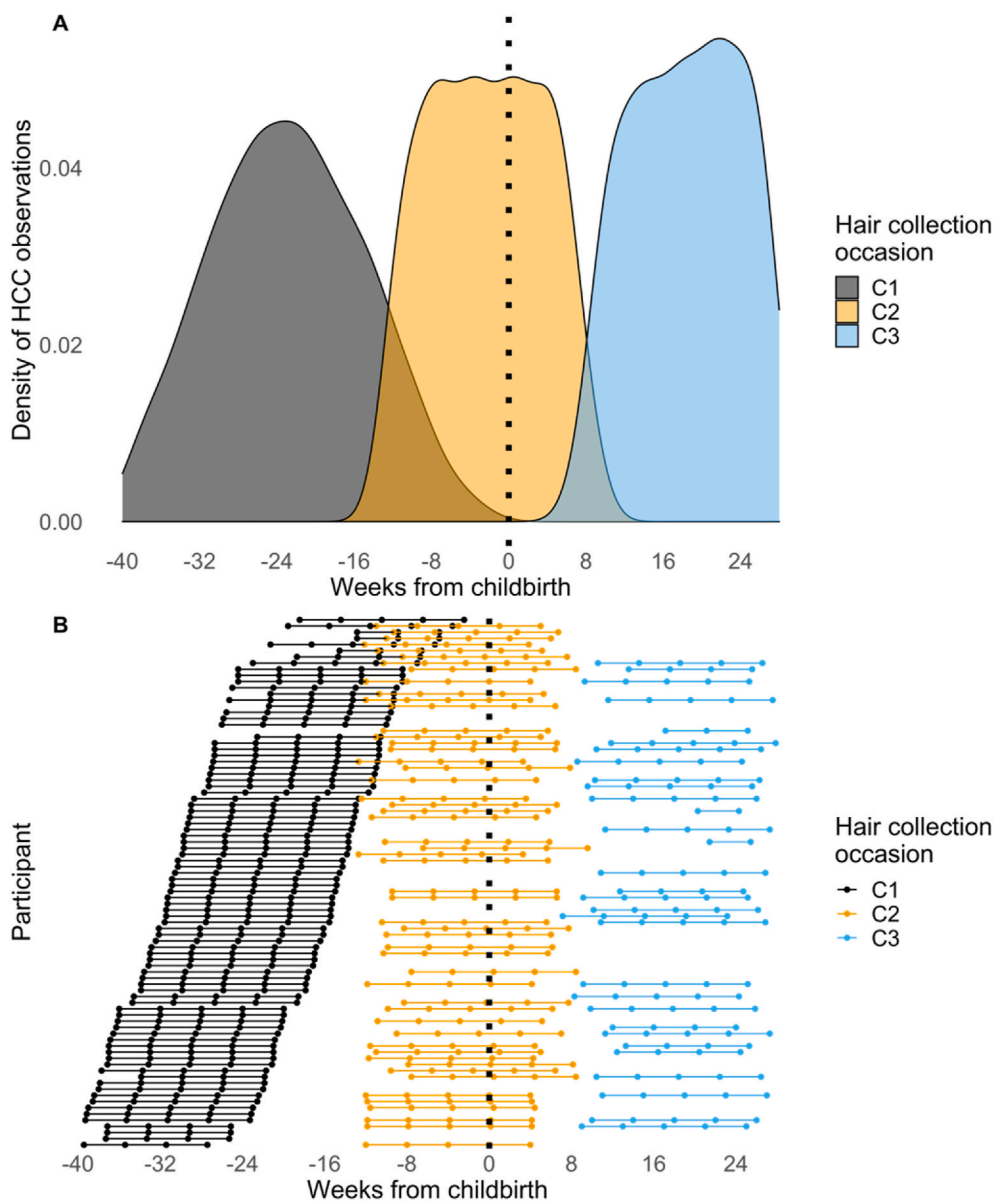 A
Density of HCC observations
0.04
0.02
0.00
-40 -32 -24 -16 -8 0 8 16 24
Weeks from childbirth
Hair collection
occasion
C1
C2
C3
B
Participant
-40 -32 -24 -16 -8 0 8 16 24
Weeks from childbirth
Hair collection
occasion
C1
C2
C3